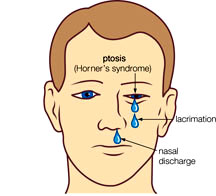 ptosis
(Horner's syndrome)
lacrimation
nasal
discharge